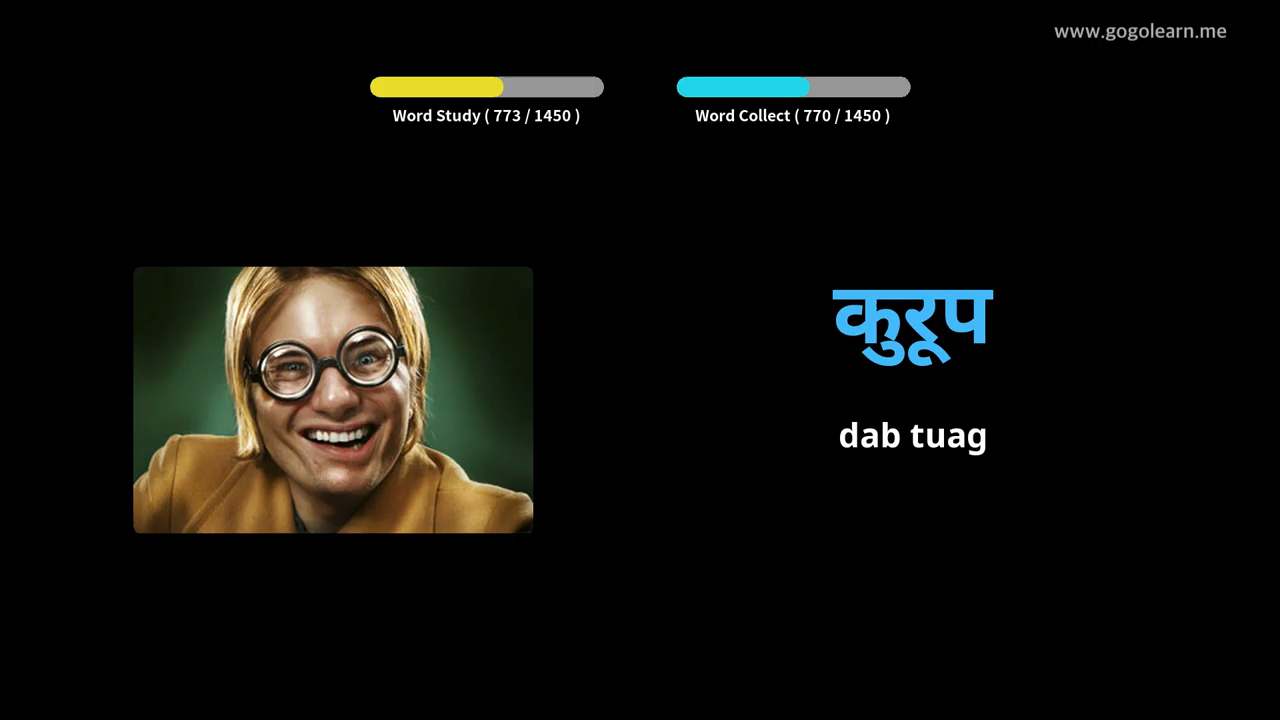 www.gogolearn.me
Word Study ( 773 / 1450 )
Word Collect ( 770 / 1450 )
कुरूप
dab tuag